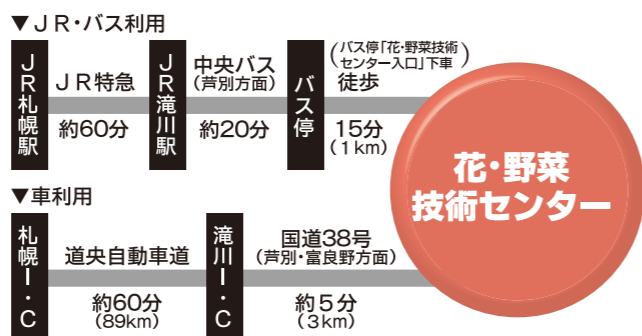 ▼JR・バス利用
JR札幌駅
JR特急
約60分
JR滝川駅
中央バス
(芦別方面)
約20分
バス停
(バス停「花・野菜技術
センター入口」下車)
徒歩
15分
(1km)
花・野菜
技術センター
▼車利用
札幌I・C
道央自動車道
約60分
(89km)
滝川I・C
国道38号
(芦別・富良野方面)
約5分
(3km)